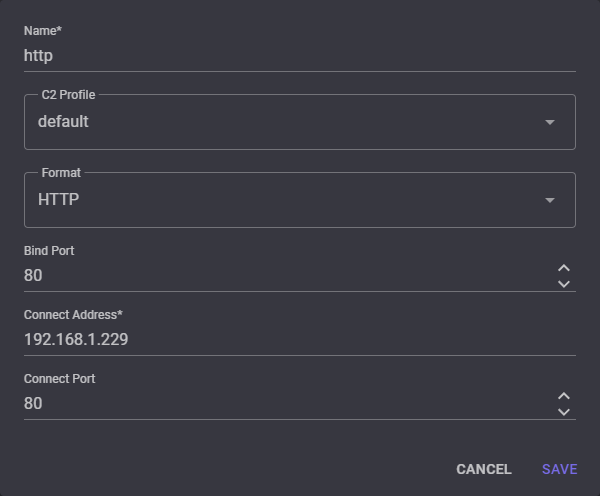 Name*
http
C2 Profile
default
Format
HTTP
Bind Port
80
Connect Address*
192.168.1.229
Connect Port
80
CANCEL SAVE